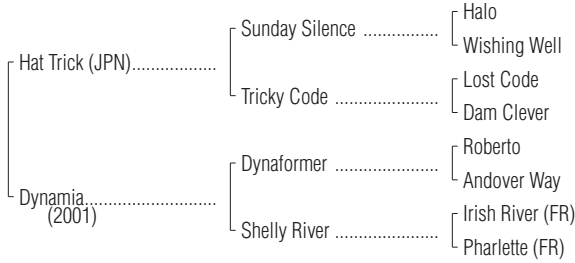 Halo
Sunday Silence ................
Wishing Well
Hat Trick (JPN)..................
Lost Code
Tricky Code ......................
Dam Clever
Roberto
Dynaformer ......................
Andover Way
Dynamia............................
(2001)
Irish River (FR)
Shelly River ......................
Pharlette (FR)